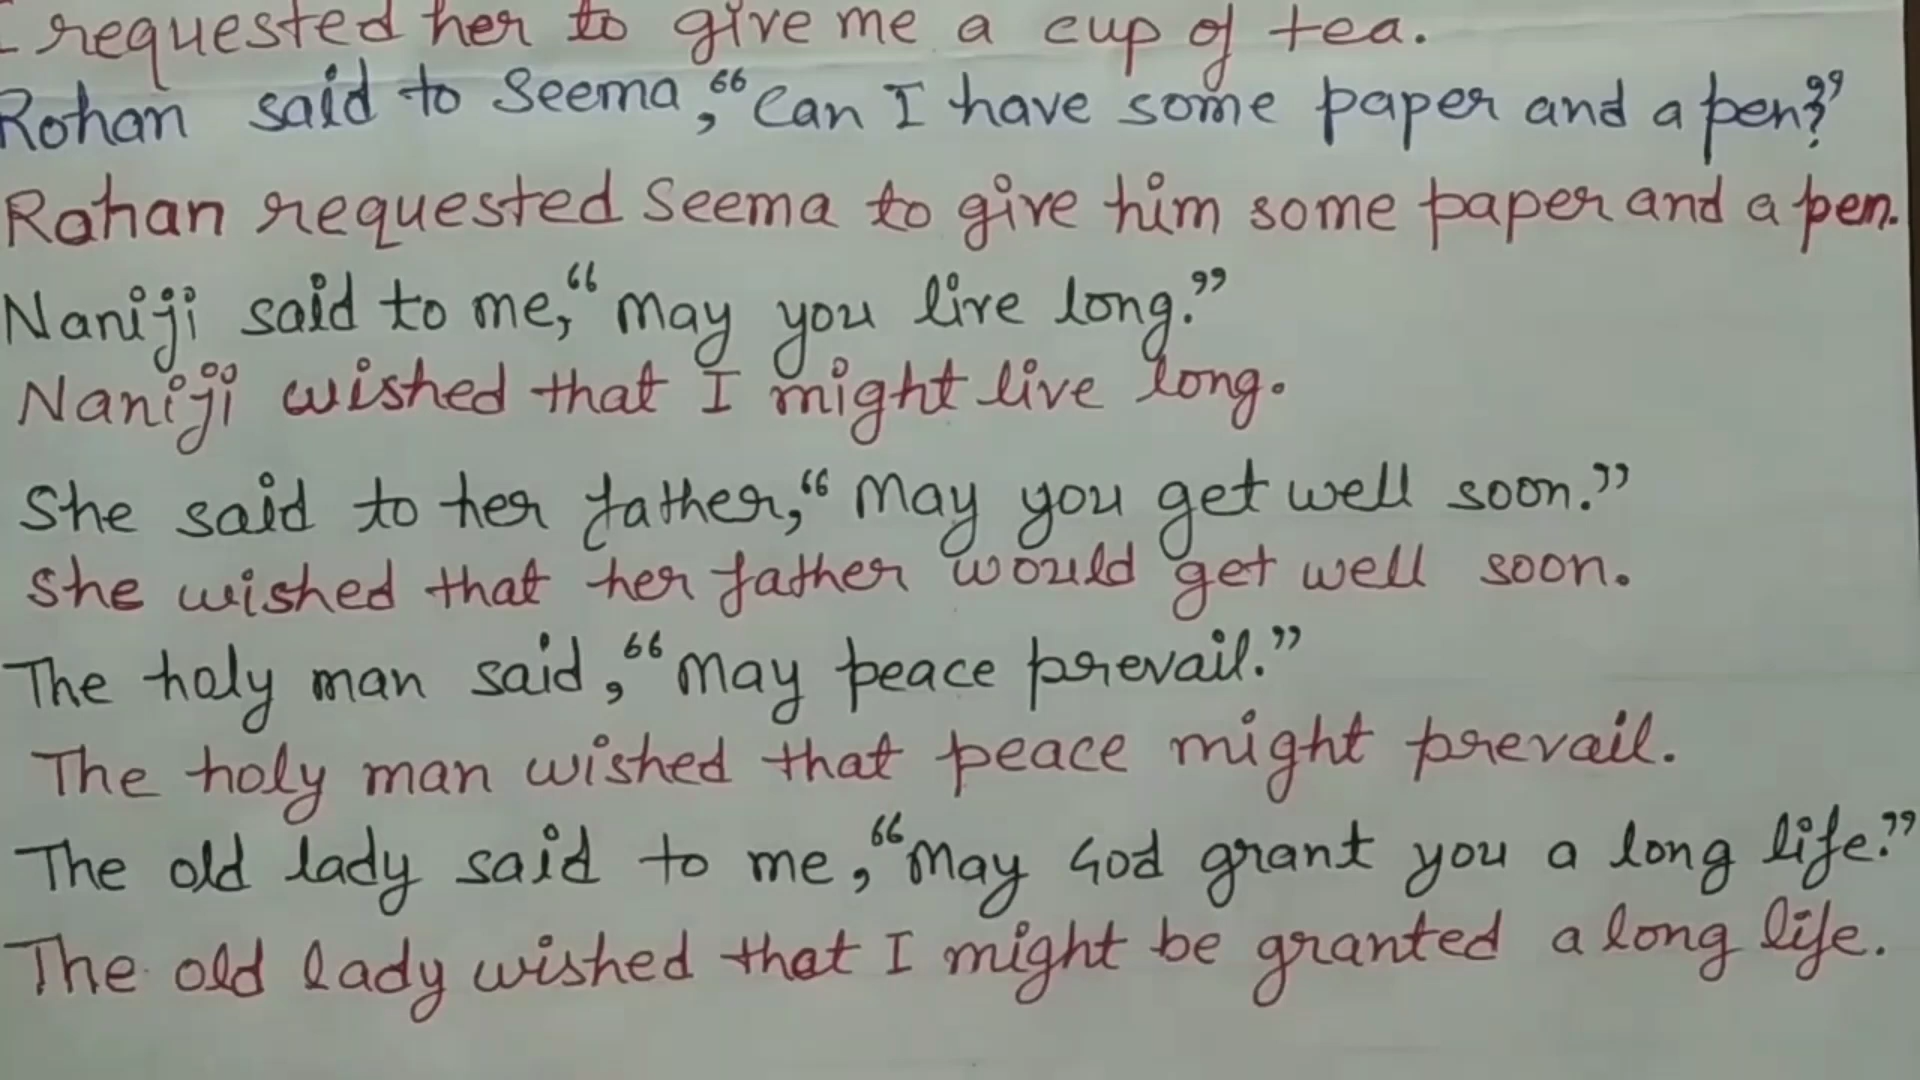 I requested her to give me a cup of tea.
Rohan said to Seema, "Can I have some paper and a pen?"
Rohan requested Seema to give him some paper and a pen.
Naniji said to me, "May you live long."
Naniji wished that I might live long.
She said to her father, "May you get well soon."
She wished that her father would get well soon.
The holy man said, "May peace prevail."
The holy man wished that peace might prevail.
The old lady said to me, "May God grant you a long life."
The old lady wished that I might be granted a long life.